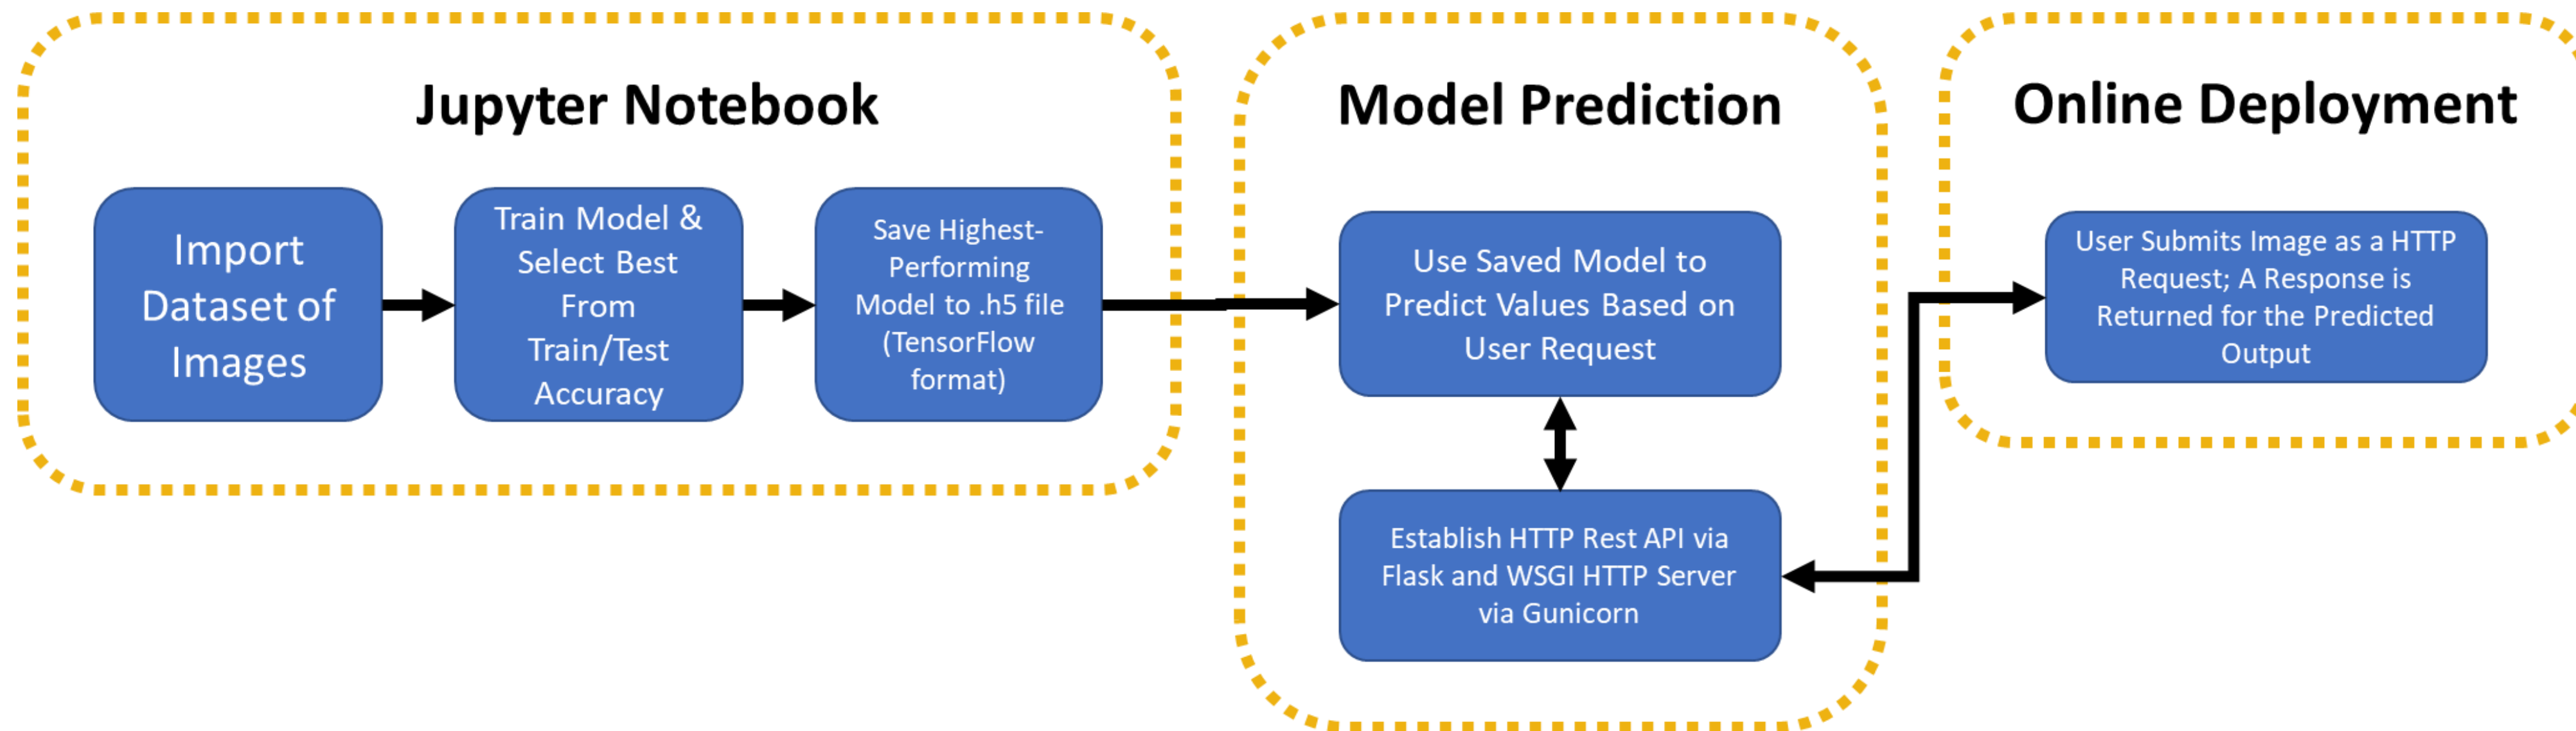 Jupyter Notebook
Import
Dataset of
Images
Train Model &
Select Best
From
Train/Test
Accuracy
Save Highest-
Performing
Model to .h5 file
(TensorFlow
format)
Model Prediction
Use Saved Model to
Predict Values Based on
User Request
Establish HTTP Rest API via
Flask and WSGI HTTP Server
via Gunicorn
Online Deployment
User Submits Image as a HTTP
Request; A Response is
Returned for the Predicted
Output